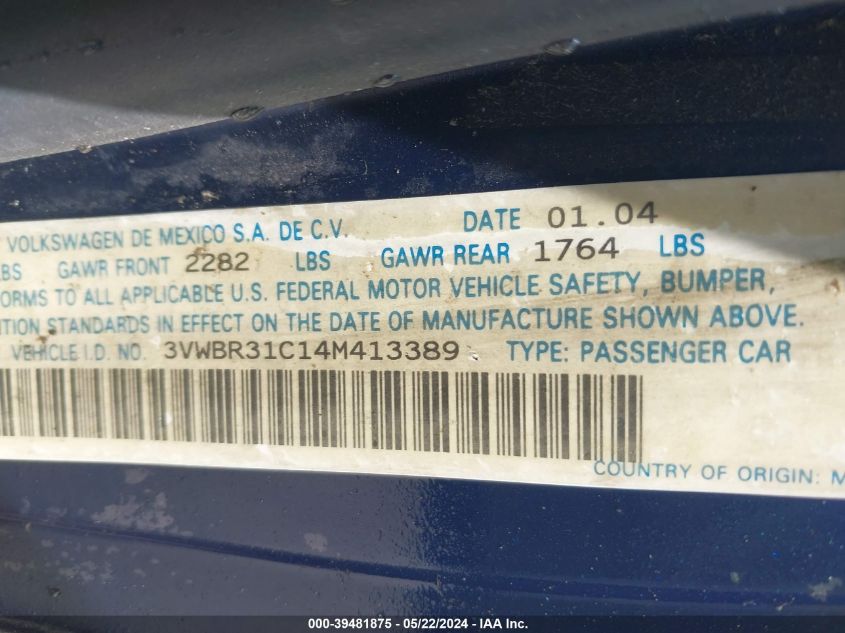 VOLKSWAGEN DE MEXICO S.A. DE C.V. DATE 01.04
LBS GAWR FRONT 2282 LBS GAWR REAR 1764 LBS
ORMS TO ALL APPLICABLE U.S. FEDERAL MOTOR VEHICLE SAFETY, BUMPER,
TION STANDARDS IN EFFECT ON THE DATE OF MANUFACTURE SHOWN ABOVE.
VEHICLE I.D. NO. 3VWBR31C14M413389 TYPE: PASSENGER CAR
COUNTRY OF ORIGIN: M
000-39481875 - 05/22/2024 - IAA Inc.